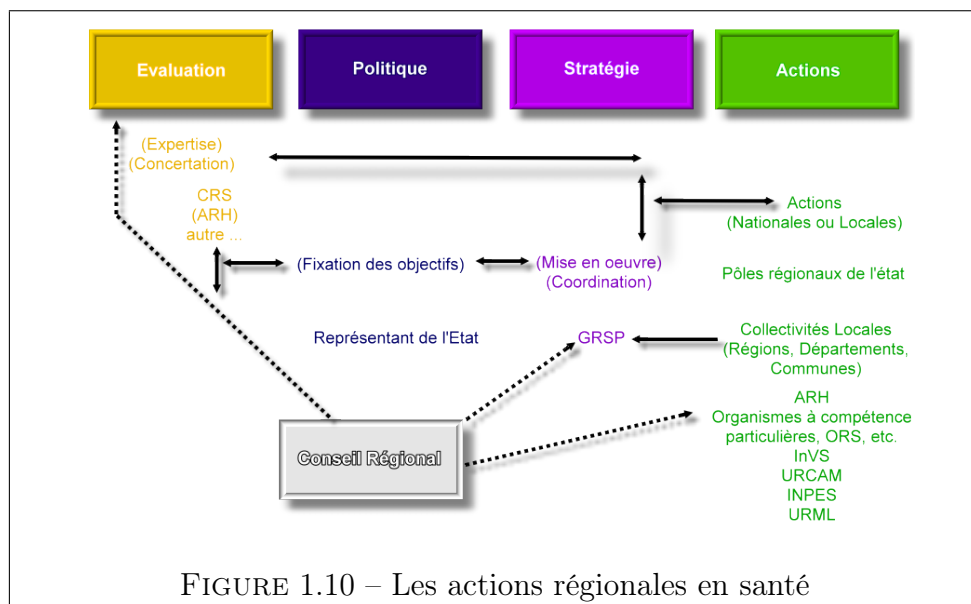 Evaluation
Politique
Stratégie
Actions
(Expertise)
(Concertation)
CRS
(ARH)
autre ...
Actions
(Nationales ou Locales)
(Fixation des objectifs)
(Mise en oeuvre)
(Coordination)
Pôles régionaux de l'état
Représentant de l'Etat
GRSP
Collectivités Locales
(Régions, Départements,
Communes)
ARH
Organismes à compétence
particulières, ORS, etc.
InVS
URCAM
INPES
URML
Conseil Régional
FIGURE 1.10 – Les actions régionales en santé